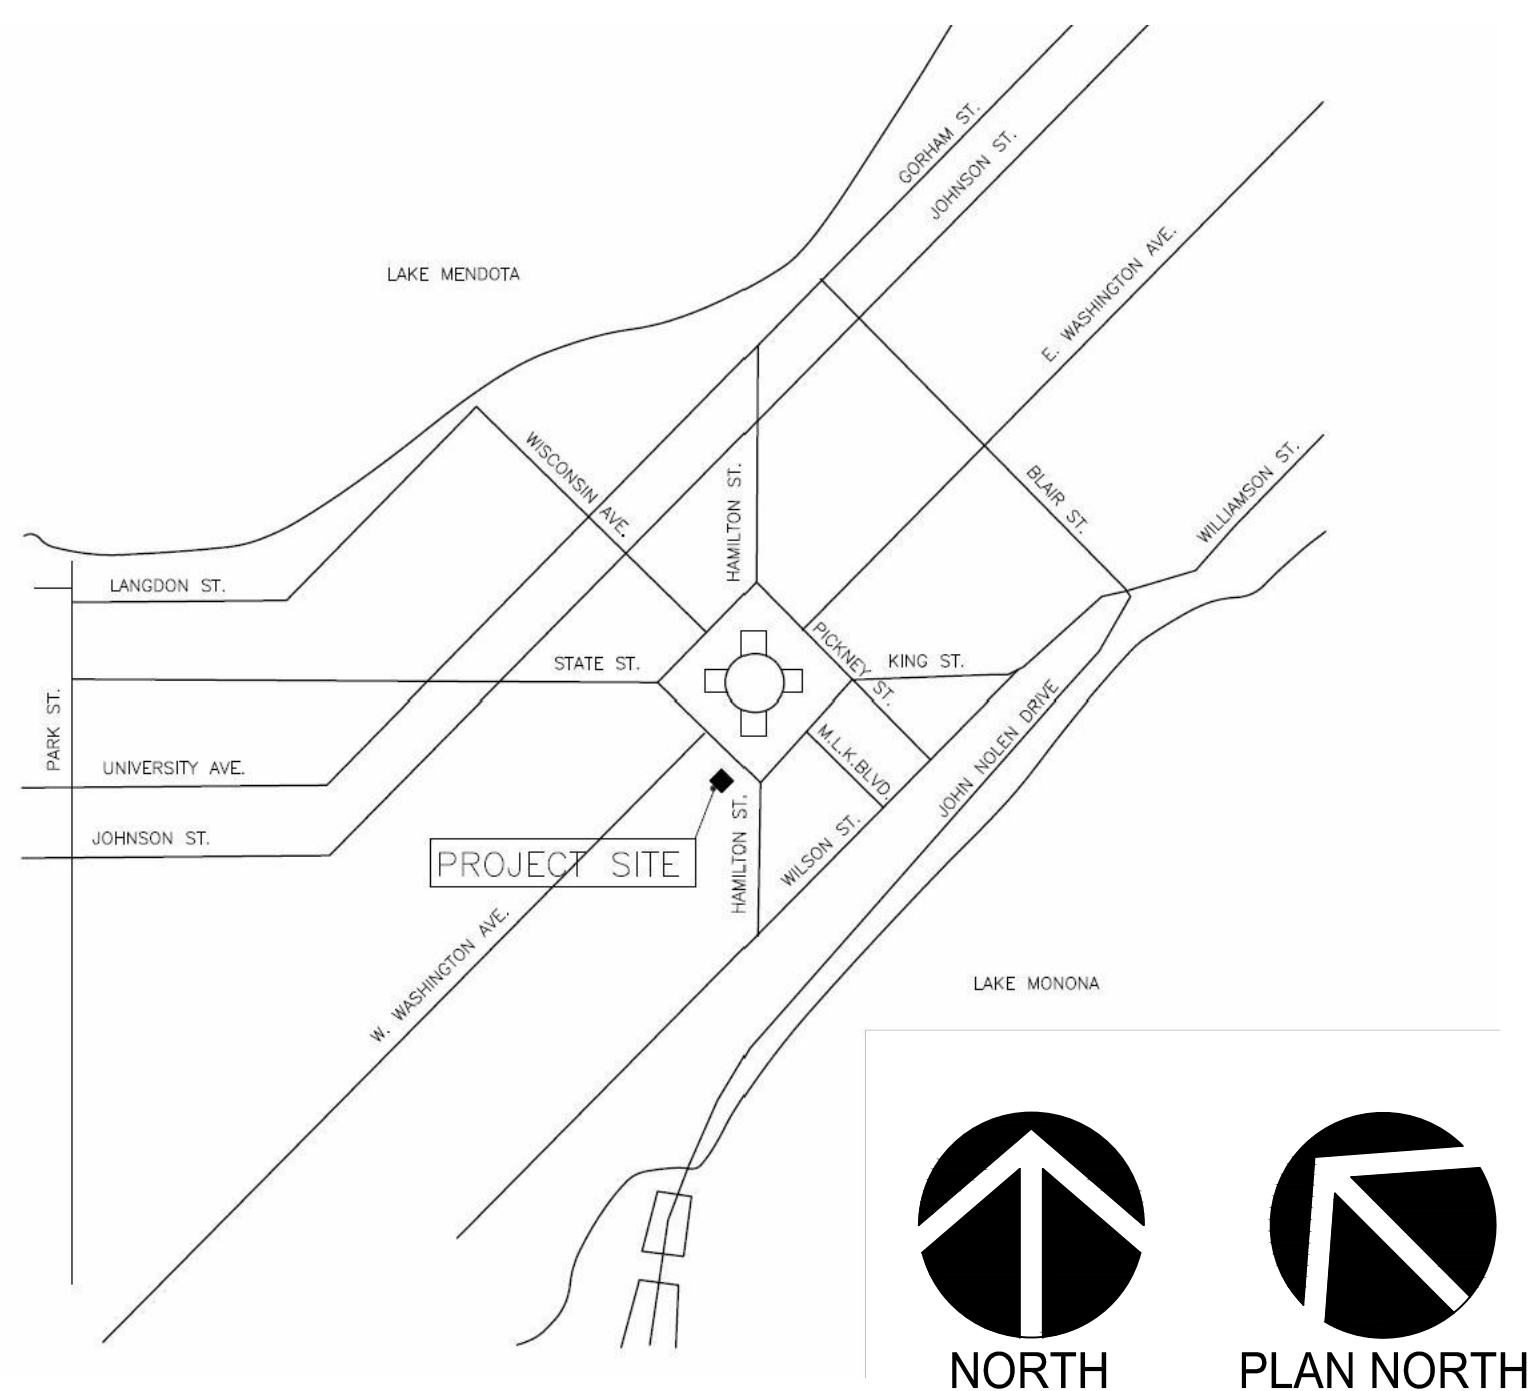 GORHAM ST.
JOHNSON ST.
LAKE MENDOTA
E. WASHINGTON AVE.
WISCONSIN AVE.
HAMILTON ST.
BLAIR ST.
WILLIAMSON ST.
LANGDON ST.
PICKNEY ST.
STATE ST.
KING ST.
PARK ST.
JOHN NOLEN DRIVE
M.L.K.BLVD.
UNIVERSITY AVE.
JOHNSON ST.
PROJECT SITE
HAMILTON ST.
WILSON ST.
W. WASHINGTON AVE.
LAKE MONONA
NORTH
PLAN NORTH